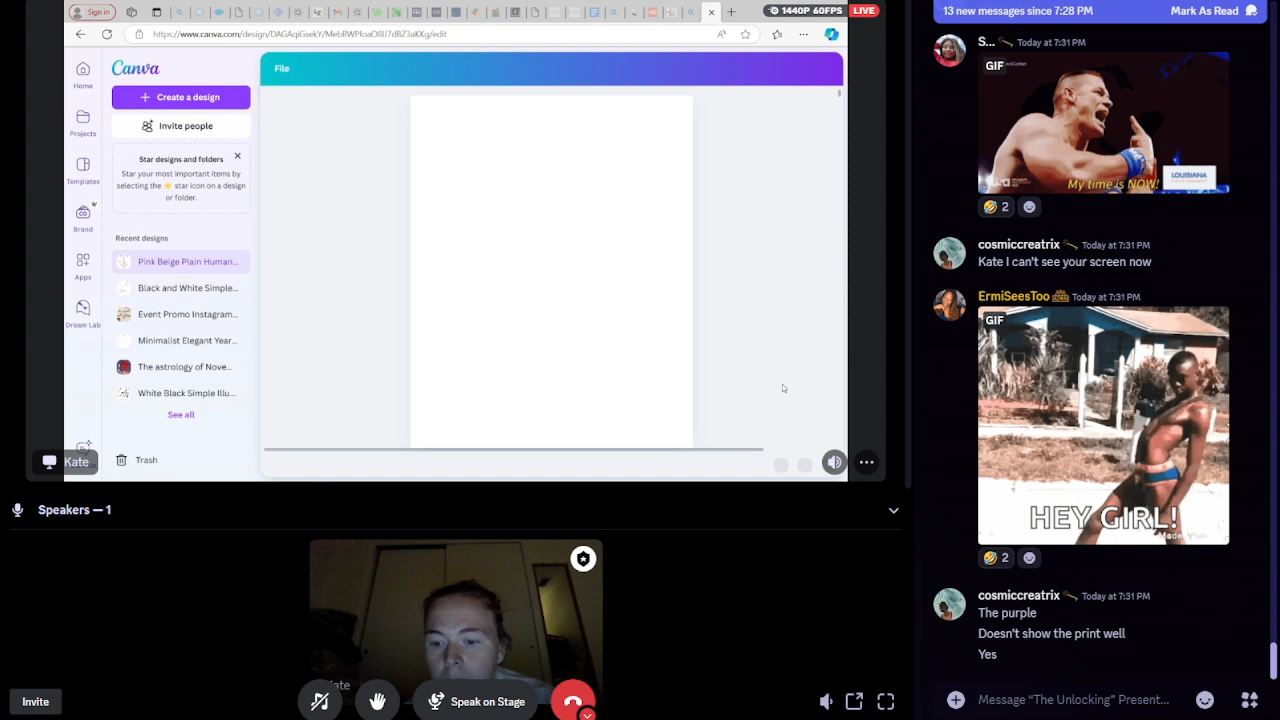 Sign in
1440P 60FPS
LIVE
https://www.canva.com/design/DAGAqiGsekY/MebBWPfoaO8IJ7dBZ3aKKg/edit
Canva
Home
Projects
Templates
Brand
Apps
Dream Lab
Create a design
Invite people
Star designs and folders
Star your most important items by
selecting the ⭐ star icon on a design
or folder.
Recent designs
Pink Beige Plain Human...
Black and White Simple...
Event Promo Instagram...
Minimalist Elegant Year...
The astrology of Nove...
White Black Simple Illu...
See all
Trash
File
Kate
Speakers — 1
Invite
Speak on Stage
13 new messages since 7:28 PM
Mark As Read
S... Today at 7:31 PM
GIF
My time is NOW!
LOUISIANA
2
cosmiccreatrix Today at 7:31 PM
Kate I can't see your screen now
ErmiSeesToo Today at 7:31 PM
GIF
HEY GIRL!
2
cosmiccreatrix Today at 7:31 PM
The purple
Doesn't show the print well
Yes
Message "The Unlocking" Present...